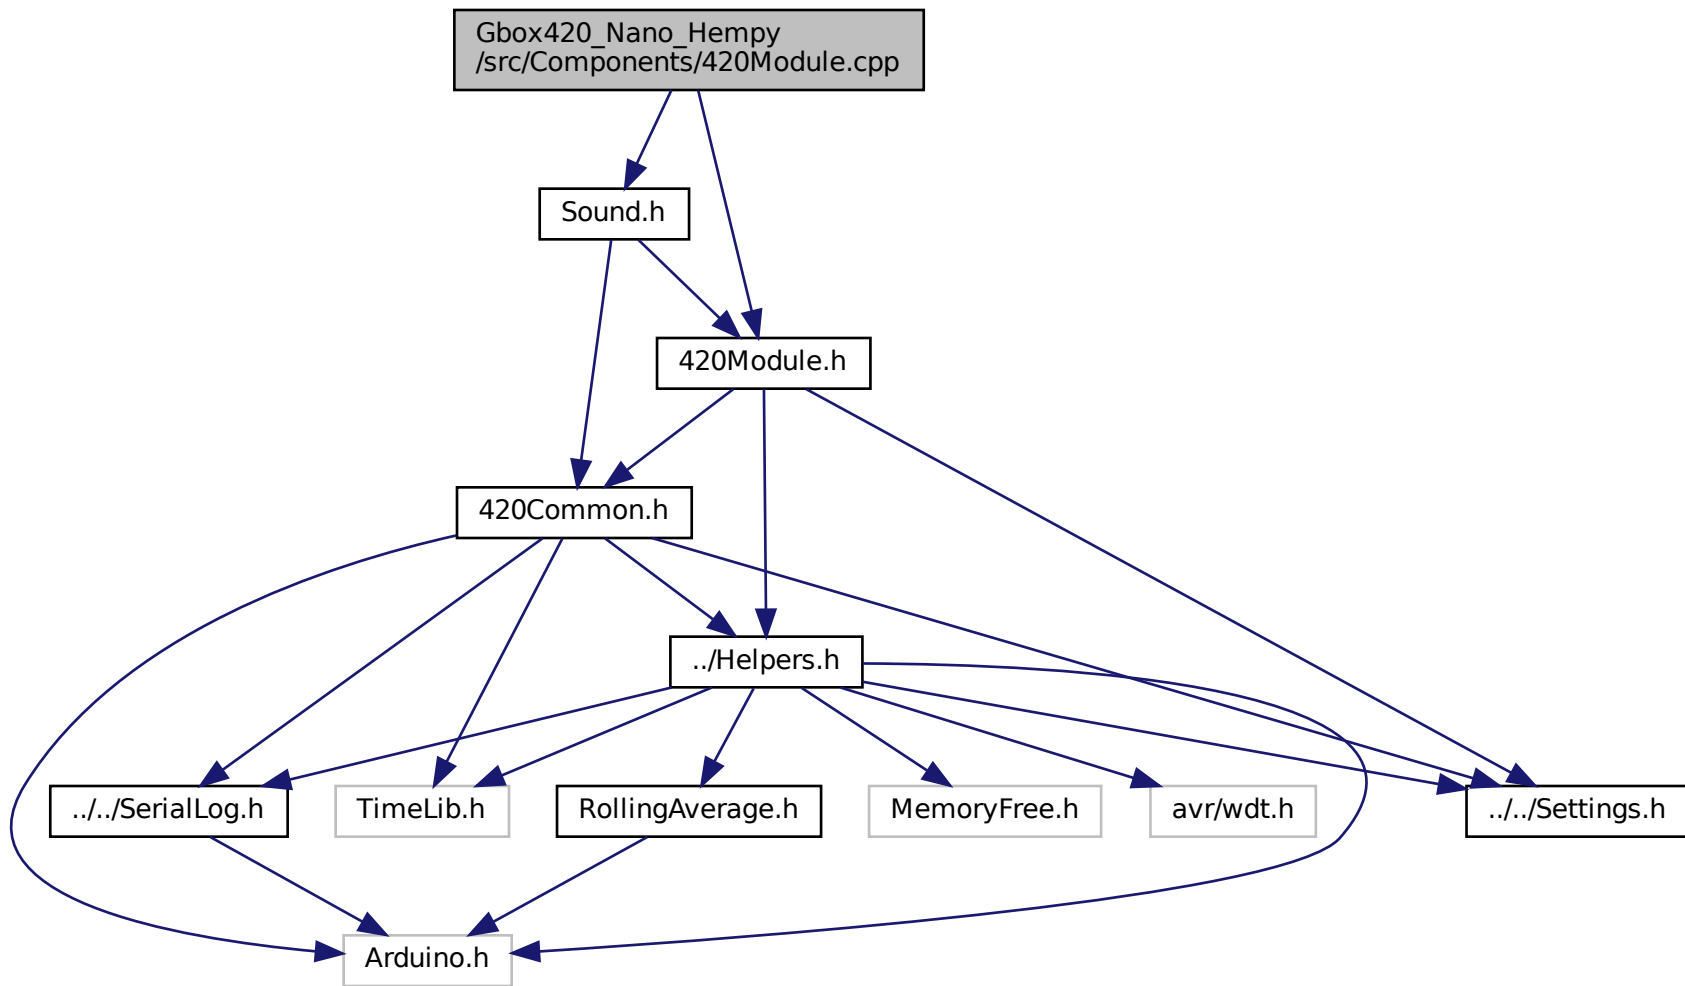 Gbox420_Nano_Hempy
/src/Components/420Module.cpp
Sound.h
420Module.h
420Common.h
../Helpers.h
../../SerialLog.h
TimeLib.h
RollingAverage.h
MemoryFree.h
avr/wdt.h
../../Settings.h
Arduino.h